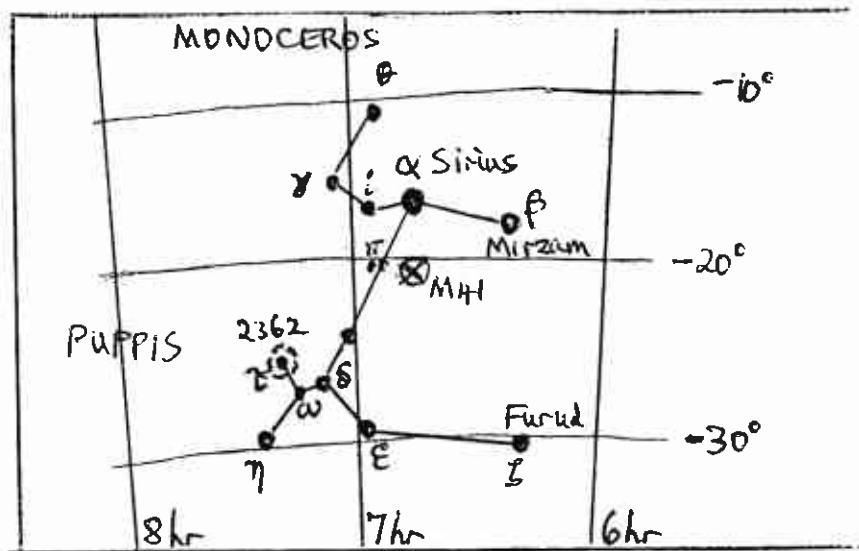 MONOCEROS
θ
-10°
α Sirius
γ
i
β
Mirzam
π
-20°
M41
PUPPIS
2362
τ
δ
ω
Furud
-30°
η
ε
ζ
8hr
7hr
6hr